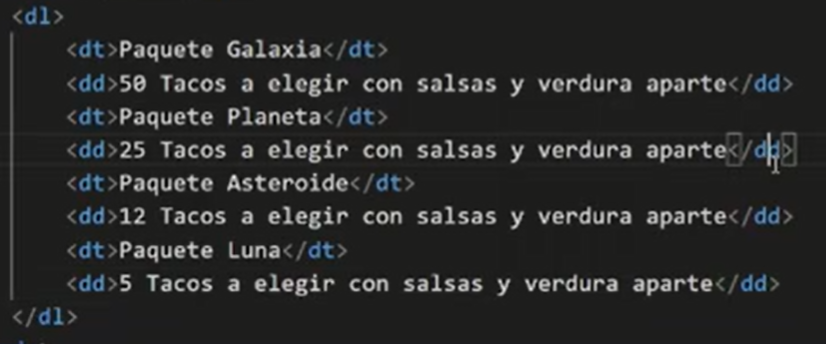 <dl>
<dt>Paquete Galaxia</dt>
<dd>50 Tacos a elegir con salsas y verdura aparte</dd>
<dt>Paquete Planeta</dt>
<dd>25 Tacos a elegir con salsas y verdura aparte</dd>
<dt>Paquete Asteroide</dt>
<dd>12 Tacos a elegir con salsas y verdura aparte</dd>
<dt>Paquete Luna</dt>
<dd>5 Tacos a elegir con salsas y verdura aparte</dd>
</dl>